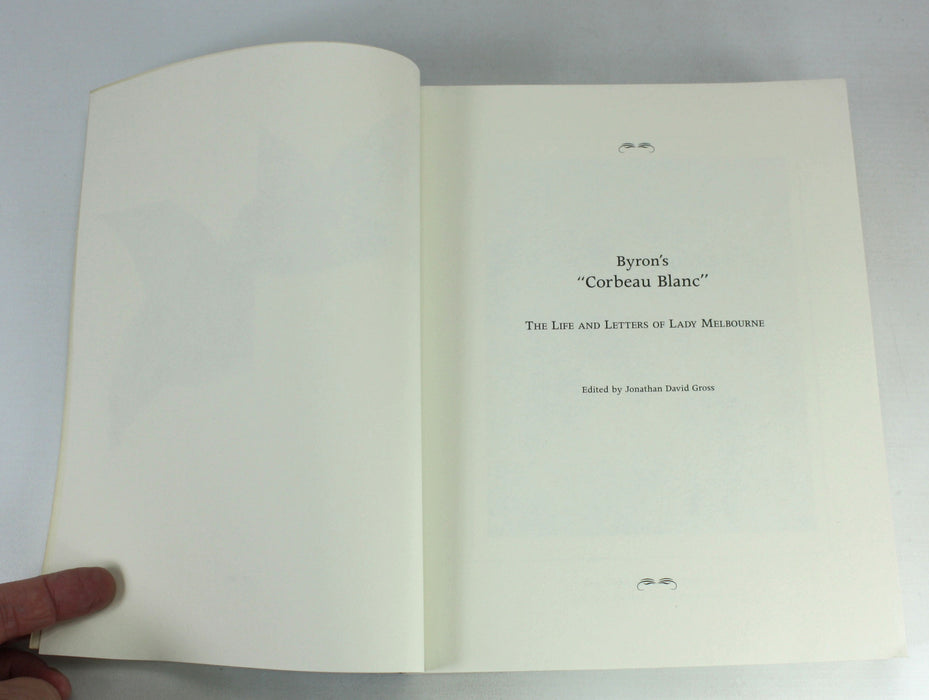 Byron's
“Corbeau Blanc”
The Life and Letters of Lady Melbourne
Edited by Jonathan David Gross